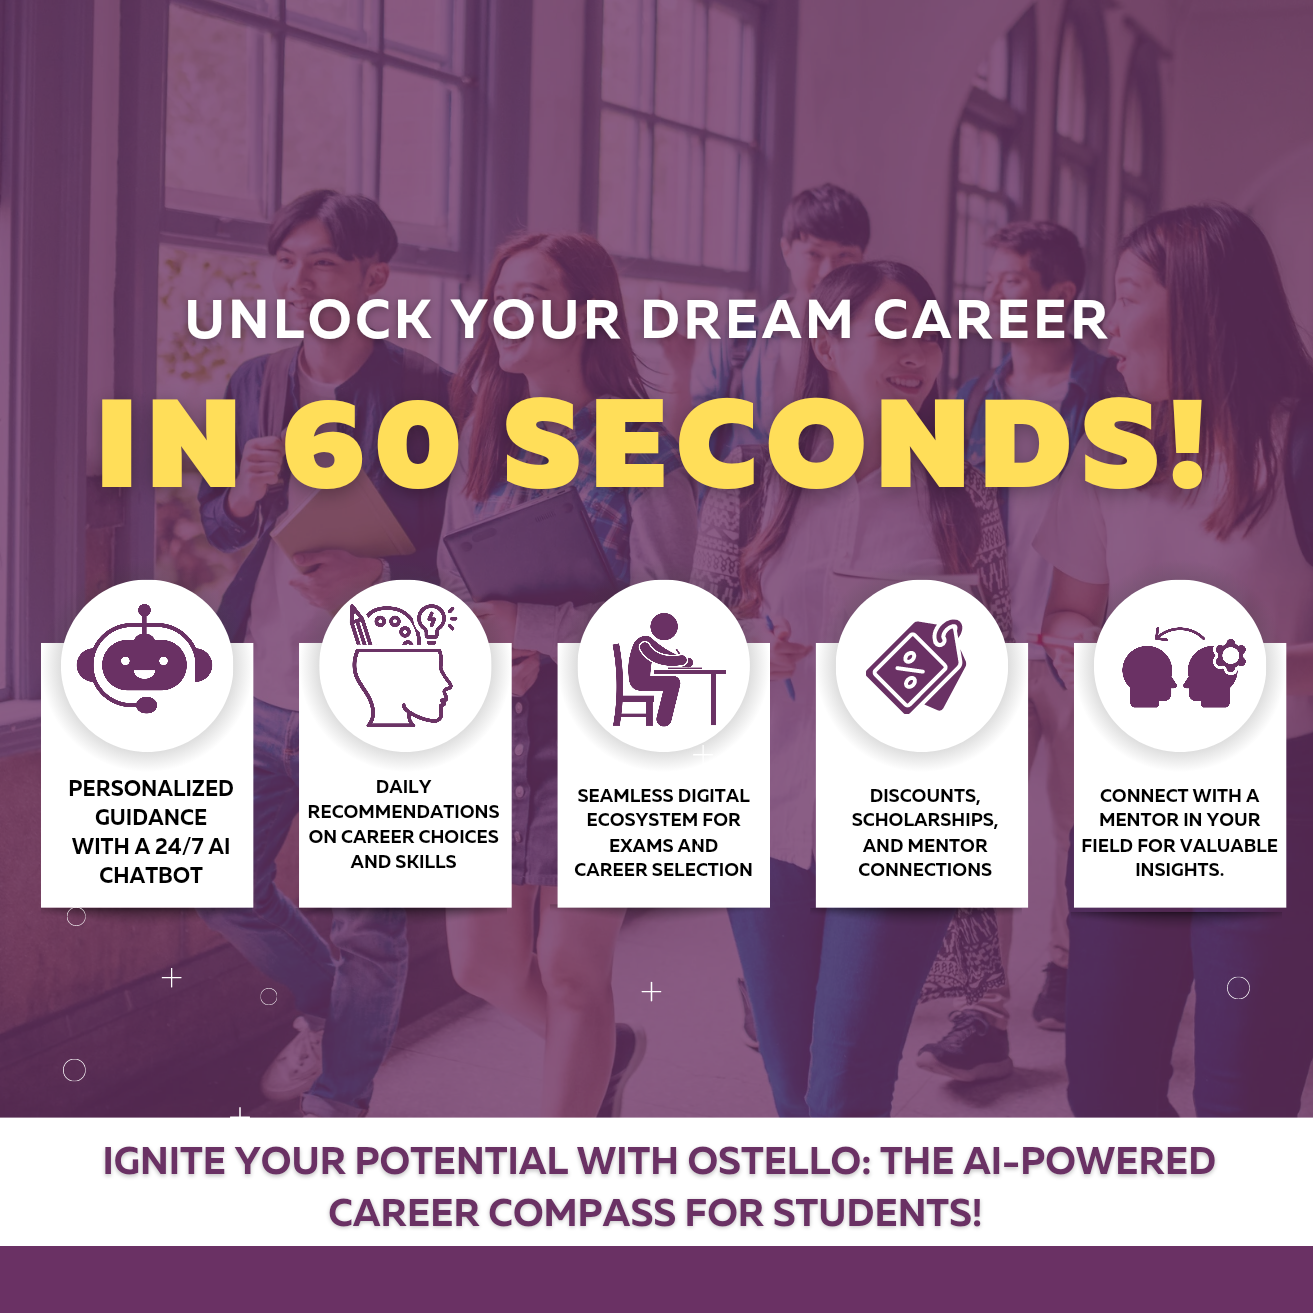 UNLOCK YOUR DREAM CAREER
IN 60 SECONDS!
PERSONALIZED
GUIDANCE
WITH A 24/7 AI
CHATBOT
DAILY
RECOMMENDATIONS
ON CAREER CHOICES
AND SKILLS
SEAMLESS DIGITAL
ECOSYSTEM FOR
EXAMS AND
CAREER SELECTION
DISCOUNTS,
SCHOLARSHIPS,
AND MENTOR
CONNECTIONS
CONNECT WITH A
MENTOR IN YOUR
FIELD FOR VALUABLE
INSIGHTS.
IGNITE YOUR POTENTIAL WITH OSTELLO: THE AI-POWERED
CAREER COMPASS FOR STUDENTS!